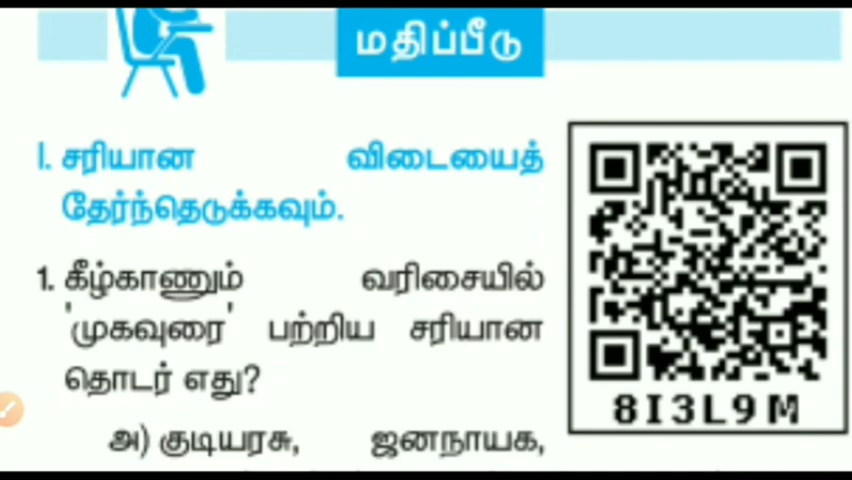 மதிப்பீடு
I. சரியான விடையைத்
தேர்ந்தெடுக்கவும்.
1. கீழ்காணும் வரிசையில்
'முகவுரை' பற்றிய சரியான
தொடர் எது?
அ) குடியரசு, ஜனநாயக,
8I3L9M